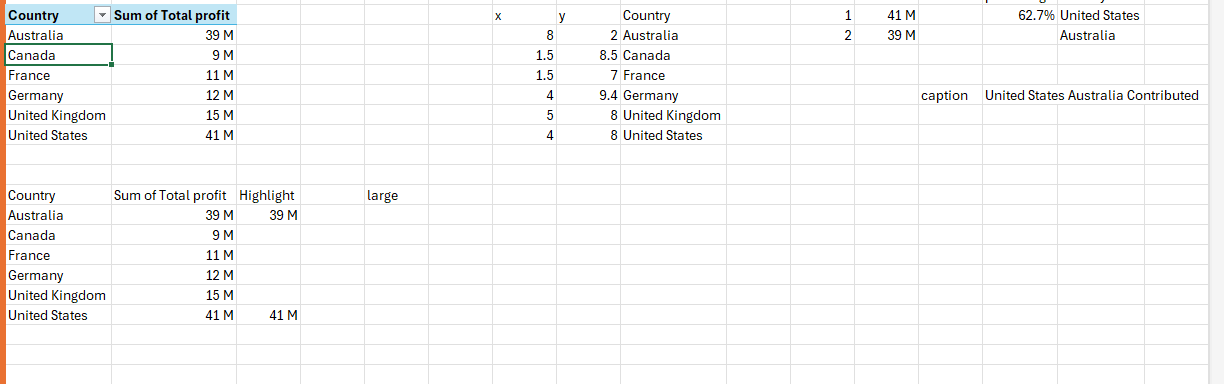 Country Sum of Total profit x y Country 1 41 M 62.7% United States
Australia 39 M 8 2 Australia 2 39 M Australia
Canada 9 M 1.5 8.5 Canada
France 11 M 1.5 7 France
Germany 12 M 4 9.4 Germany caption United States Australia Contributed
United Kingdom 15 M 5 8 United Kingdom
United States 41 M 4 8 United States
Country Sum of Total profit Highlight large
Australia 39 M 39 M
Canada 9 M
France 11 M
Germany 12 M
United Kingdom 15 M
United States 41 M 41 M